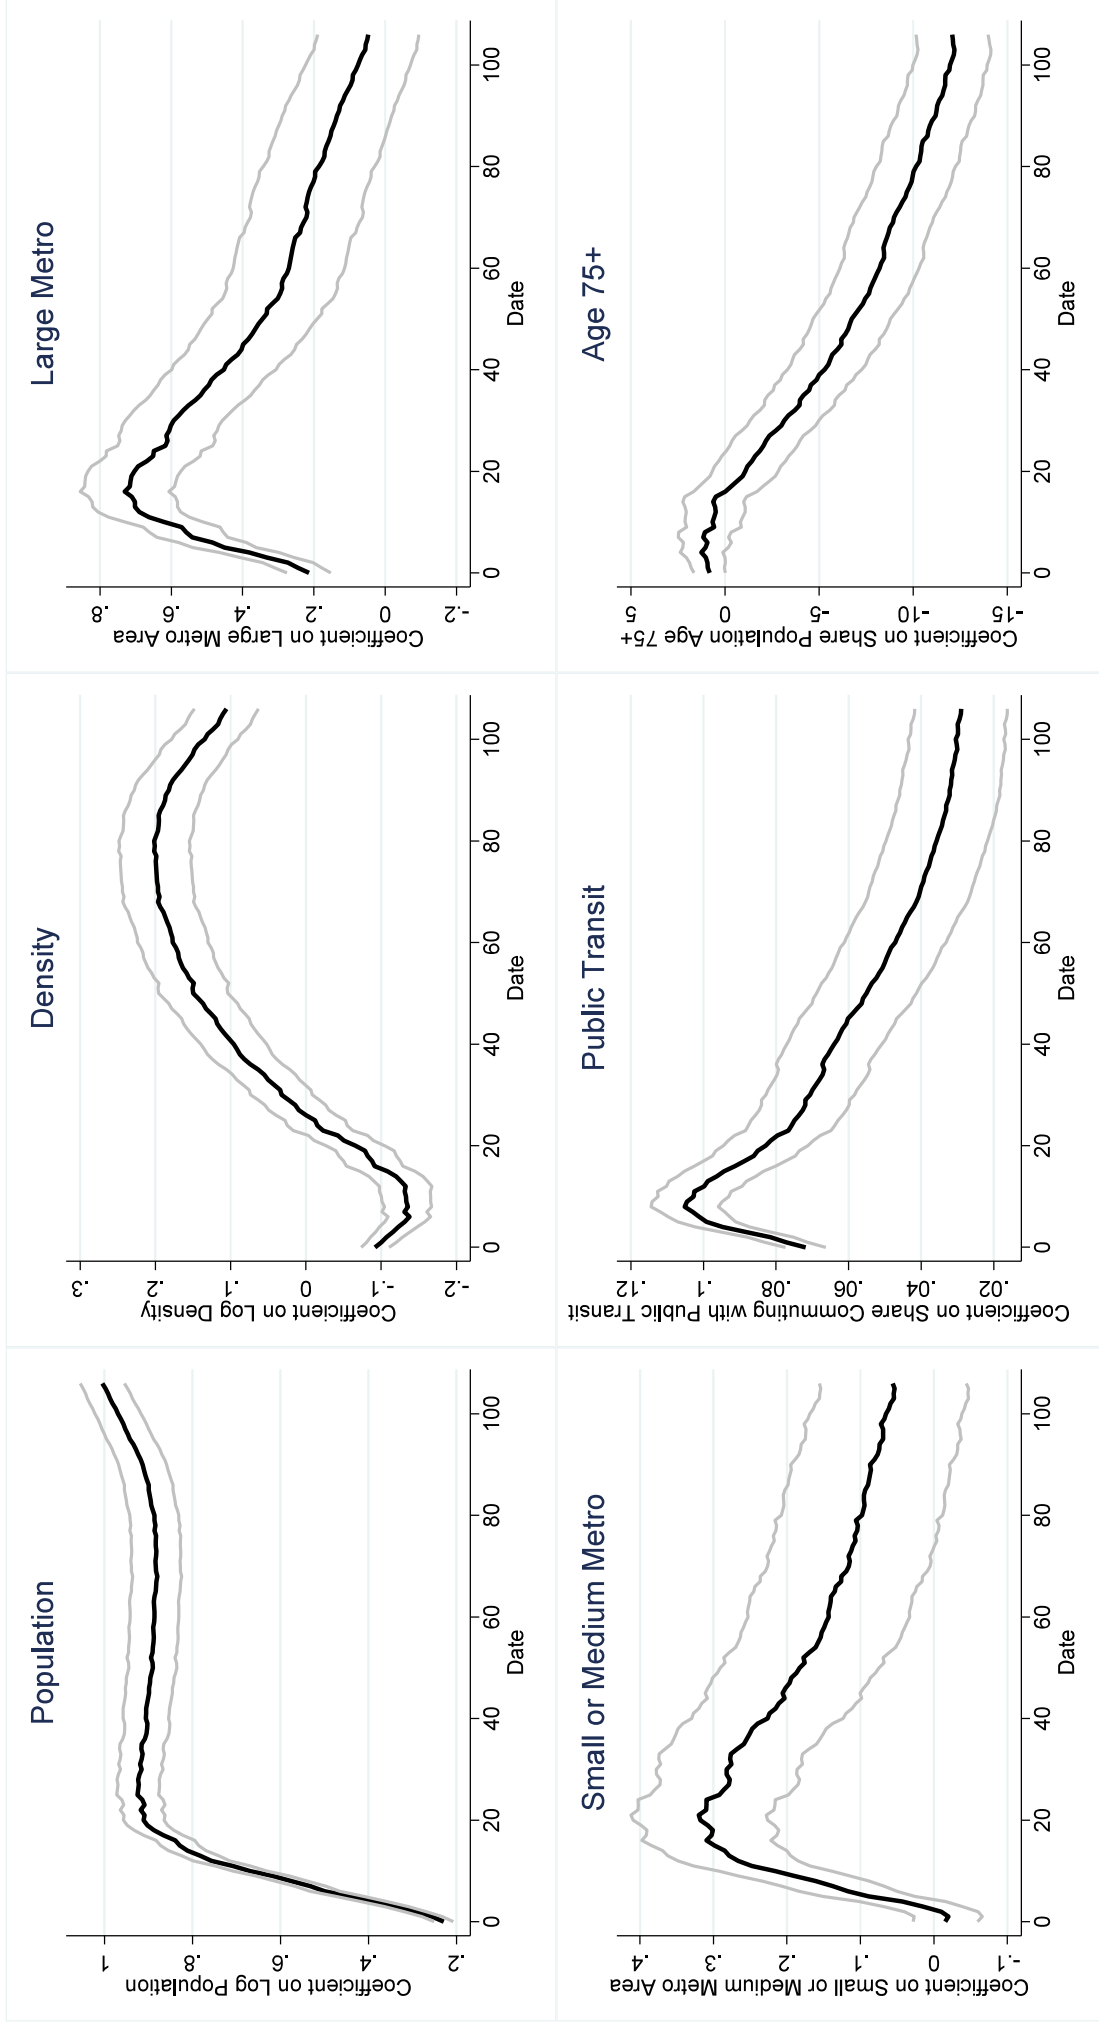 Population
Coefficient on Log Population
.2 .4 .6 .8 1
0 20 40 60 80 100
Date
Density
Coefficient on Log Density
-.2 -.1 0 .1 .2 .3
0 20 40 60 80 100
Date
Large Metro
Coefficient on Large Metro Area
-.2 0 .2 .4 .6 .8
0 20 40 60 80 100
Date
Small or Medium Metro
Coefficient on Small or Medium Metro Area
-.1 0 .1 .2 .3 .4
0 20 40 60 80 100
Date
Public Transit
Coefficient on Share Commuting with Public Transit
.02 .04 .06 .08 .1 .12
0 20 40 60 80 100
Date
Age 75+
Coefficient on Share Population Age 75+
-15 -10 -5 0 5
0 20 40 60 80 100
Date